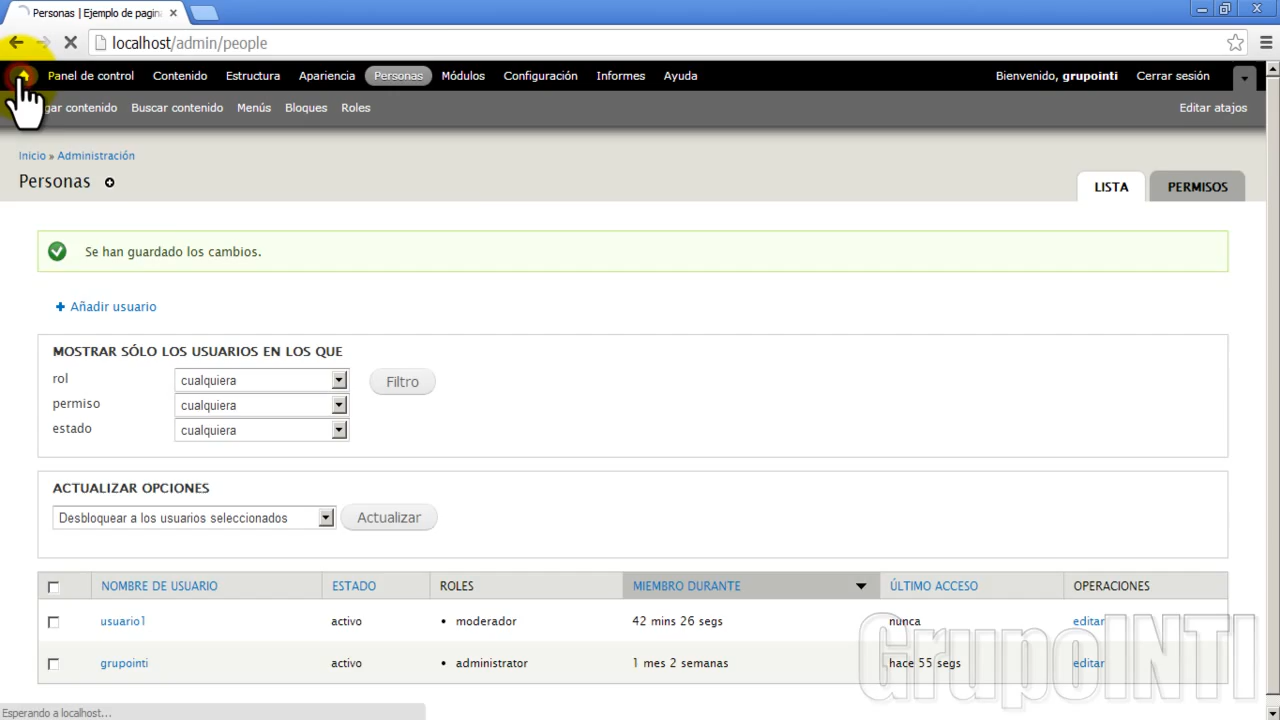 Personas | Ejemplo de pagin
localhost/admin/people
Panel de control Contenido Estructura Apariencia Personas Módulos Configuración Informes Ayuda Bienvenido, grupointi Cerrar sesión
gar contenido Buscar contenido Menús Bloques Roles Editar atajos
Inicio » Administración
Personas
LISTA PERMISOS
Se han guardado los cambios.
Añadir usuario
MOSTRAR SÓLO LOS USUARIOS EN LOS QUE
rol cualquiera Filtro
permiso cualquiera
estado cualquiera
ACTUALIZAR OPCIONES
Desbloquear a los usuarios seleccionados Actualizar
NOMBRE DE USUARIO ESTADO ROLES MIEMBRO DURANTE ÚLTIMO ACCESO OPERACIONES
usuario1 activo • moderador 42 mins 26 segs nunca editar
grupointi activo • administrator 1 mes 2 semanas hace 55 segs editar
GrupoINTI
Esperando a localhost...